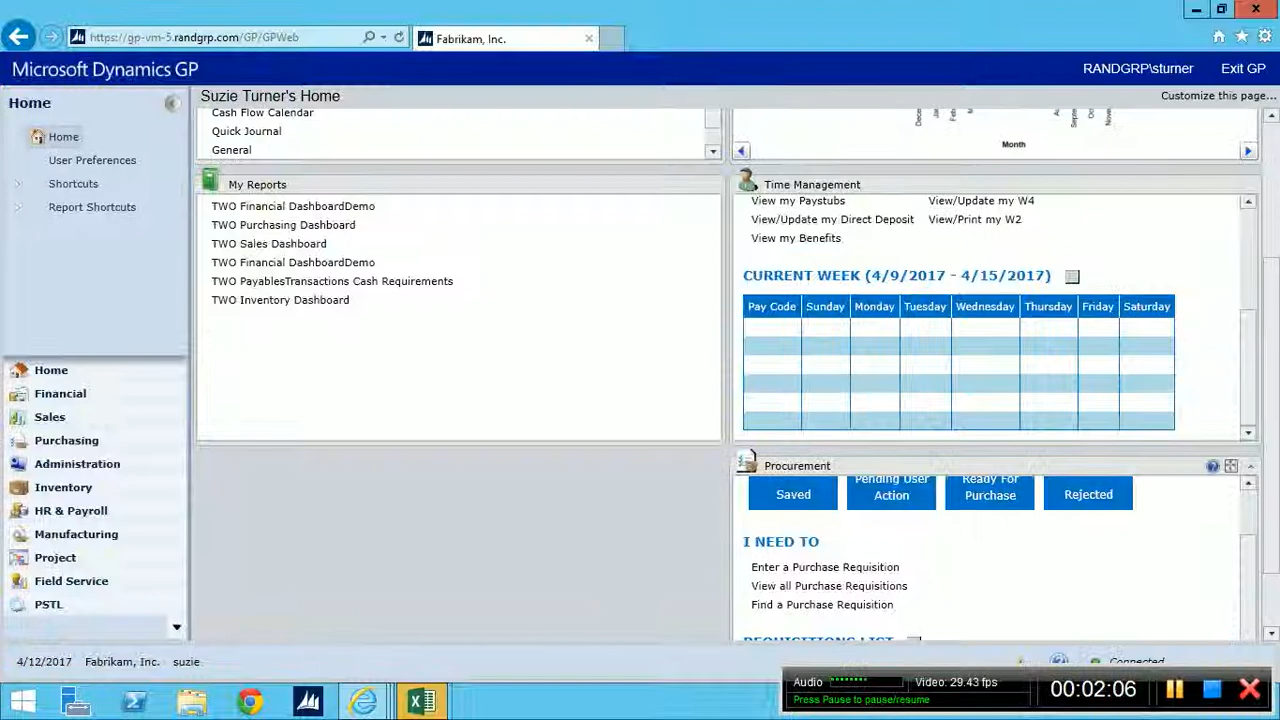 https://gp-vm-5.randgrp.com/GP/GPWeb
Fabrikam, Inc.
Microsoft Dynamics GP
RANDGRP\sturner
Exit GP
Home
Suzie Turner's Home
Customize this page...
Home
User Preferences
Shortcuts
Report Shortcuts
Cash Flow Calendar
Quick Journal
General
Month
My Reports
TWO Financial DashboardDemo
TWO Purchasing Dashboard
TWO Sales Dashboard
TWO Financial DashboardDemo
TWO PayablesTransactions Cash Requirements
TWO Inventory Dashboard
Time Management
View my Paystubs
View/Update my W4
View/Update my Direct Deposit
View/Print my W2
View my Benefits
CURRENT WEEK (4/9/2017 - 4/15/2017)
Pay Code Sunday Monday Tuesday Wednesday Thursday Friday Saturday
Procurement
Saved
Pending User
Action
Ready For
Purchase
Rejected
I NEED TO
Enter a Purchase Requisition
View all Purchase Requisitions
Find a Purchase Requisition
REQUISITIONS LIST
Home
Financial
Sales
Purchasing
Administration
Inventory
HR & Payroll
Manufacturing
Project
Field Service
PSTL
4/12/2017 Fabrikam, Inc. suzie
Connected
Audio
Video: 29.43 fps
Press Pause to pause/resume
00:02:06